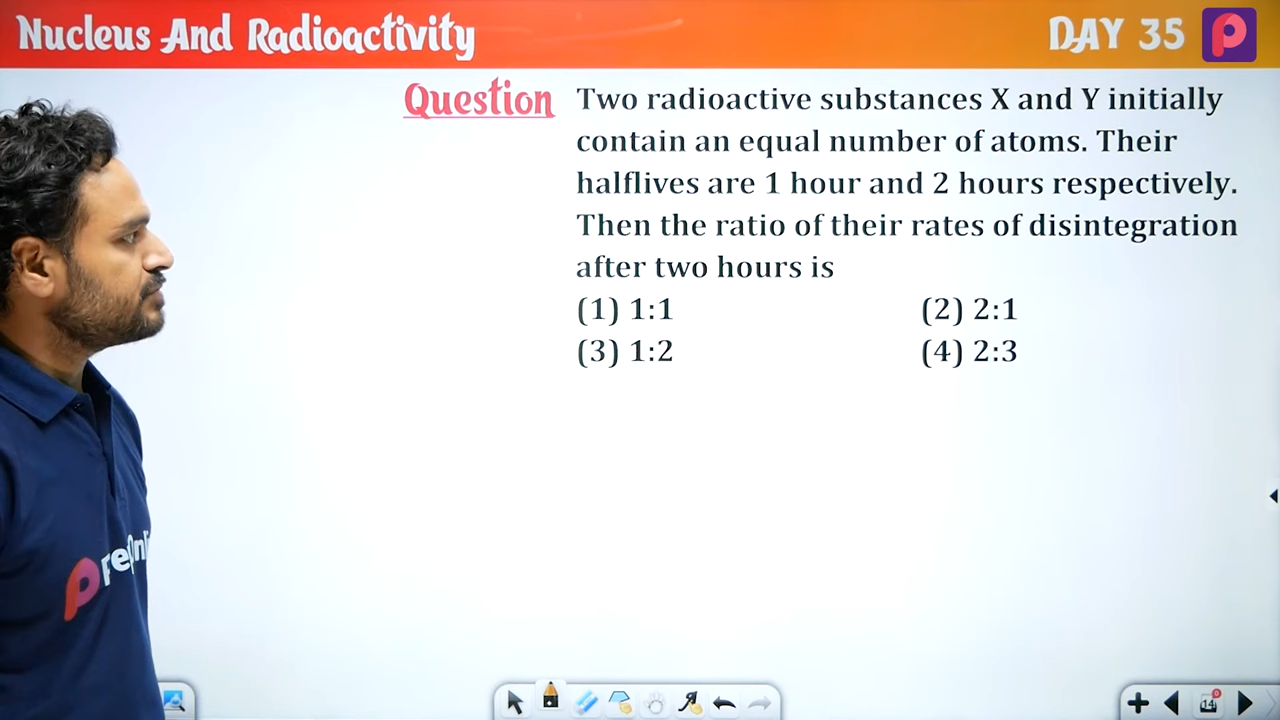 Nucleus And Radioactivity
DAY 35
Question
Two radioactive substances X and Y initially
contain an equal number of atoms. Their
halflives are 1 hour and 2 hours respectively.
Then the ratio of their rates of disintegration
after two hours is
(1) 1:1
(2) 2:1
(3) 1:2
(4) 2:3
14